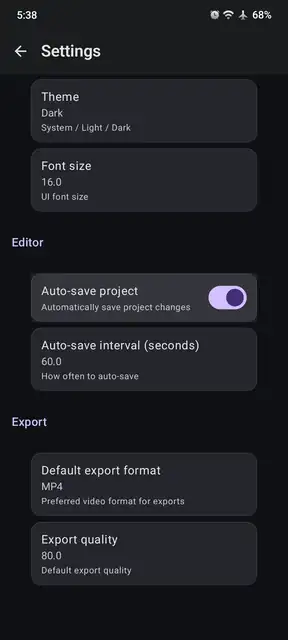 5:38
68%
Settings
Theme
Dark
System / Light / Dark
Font size
16.0
UI font size
Editor
Auto-save project
Automatically save project changes
Auto-save interval (seconds)
60.0
How often to auto-save
Export
Default export format
MP4
Preferred video format for exports
Export quality
80.0
Default export quality